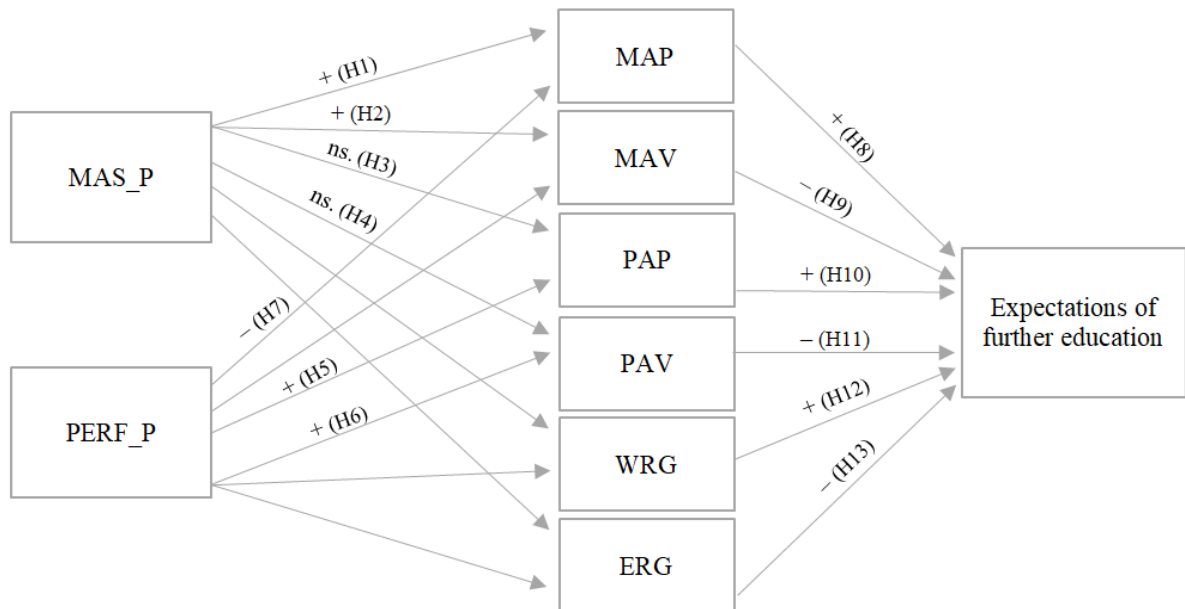 MAP
+ (H1)
+ (H2)
MAV
+ (H8)
MAS_P
ns. (H3)
ns. (H4)
– (H9)
PAP
+ (H10)
Expectations of
further education
– (H7)
PAV
– (H11)
+ (H5)
+ (H12)
PERF_P
+ (H6)
WRG
– (H13)
ERG